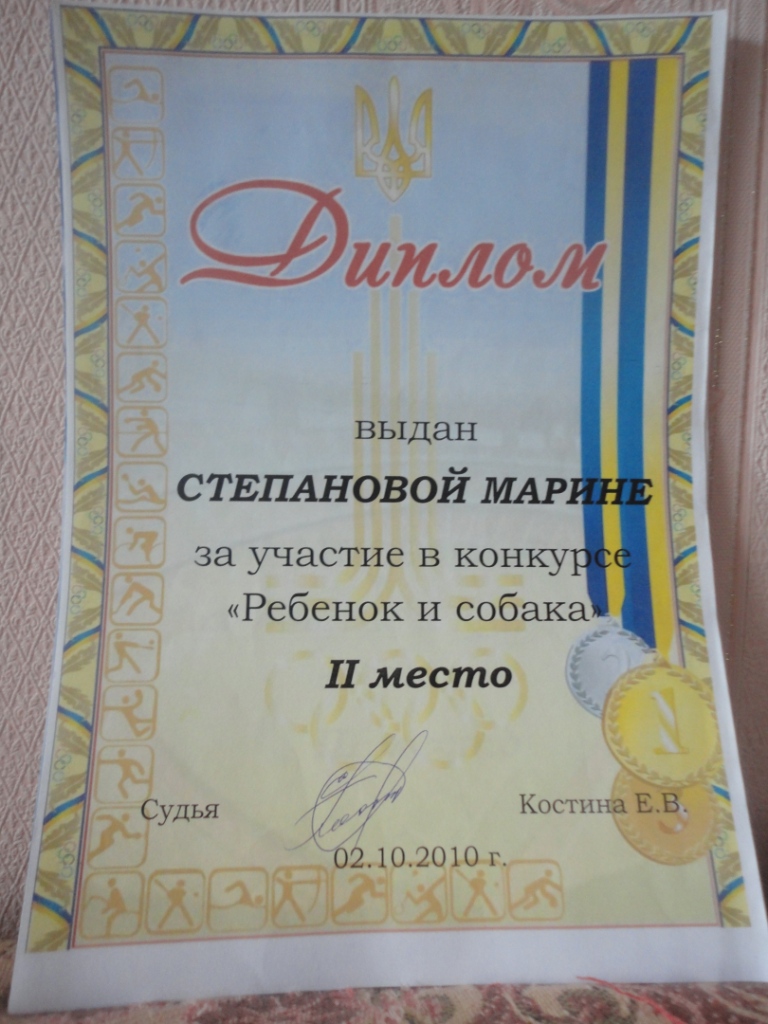 Диплом
выдан
СТЕПАНОВОЙ МАРИНЕ
за участие в конкурсе
«Ребенок и собака»
II место
Судья
Костина Е.В.
02.10.2010 г.